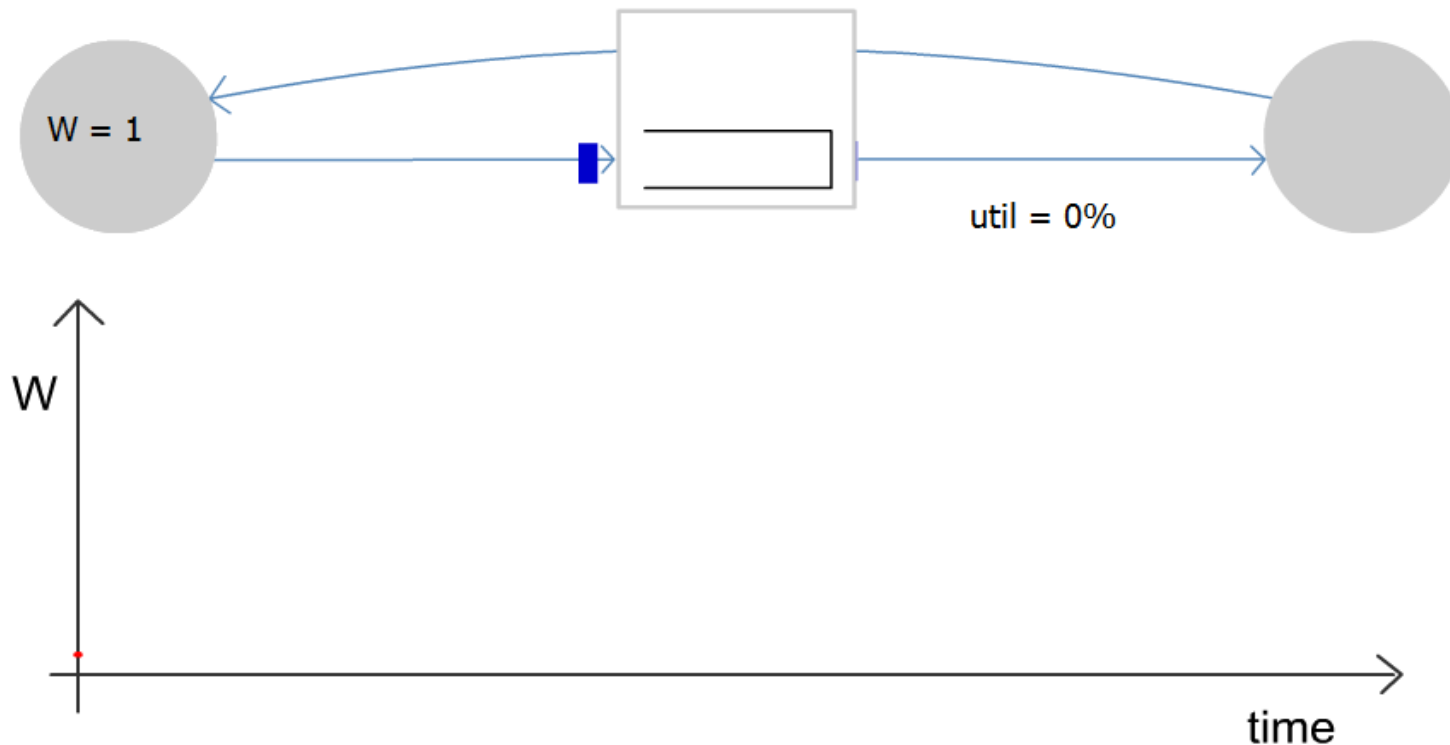 W = 1
util = 0%
W
time